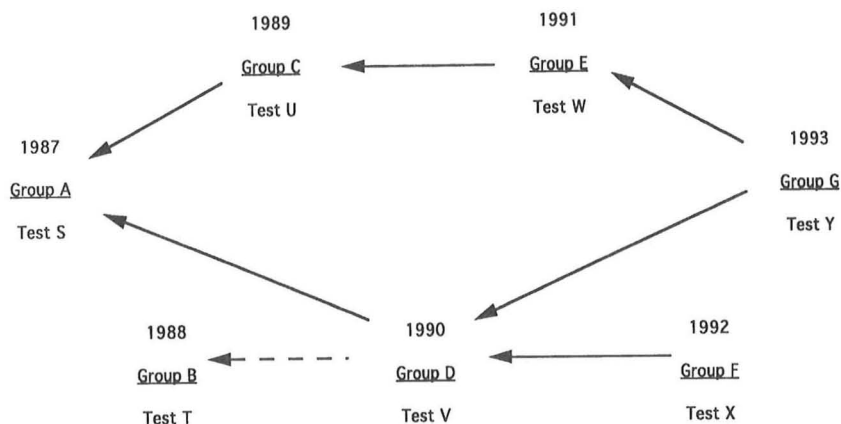 1989
Group C
Test U
1991
Group E
Test W
1987
Group A
Test S
1993
Group G
Test Y
1988
Group B
Test T
1990
Group D
Test V
1992
Group F
Test X